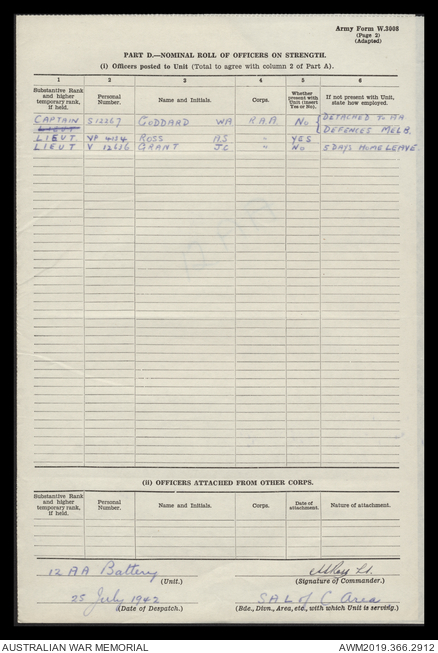 Army Form W.3008
(Page 2)
(Adapted)
PART D.—NOMINAL ROLL OF OFFICERS ON STRENGTH.
(i) Officers posted to Unit (Total to agree with column 2 of Part A).
1 2 3 4 5 6
Substantive Rank and higher temporary rank, if held. Personal Number. Name and Initials. Corps. Whether present with Unit (insert Yes or No). If not present with Unit, state how employed.
CAPTAIN S12267 GODDARD WA R.A.A. No { DETACHED TO AA
LIEUT DEFENCES MELB.
LIEUT. ROSS AS " YES
LIEUT V GRANT JC " No 5 DAYS HOME LEAVE
(ii) OFFICERS ATTACHED FROM OTHER CORPS.
Substantive Rank and higher temporary rank, if held. Personal Number. Name and Initials. Corps. Date of attachment. Nature of attachment.
12 AA Battery Lt.
(Unit.) (Signature of Commander.)
25 July 1942 S.A. L of C Area
(Date of Despatch.) (Bde., Divn., Area, etc., with which Unit is serving.)
AUSTRALIAN WAR MEMORIAL AWM2019.366.2912